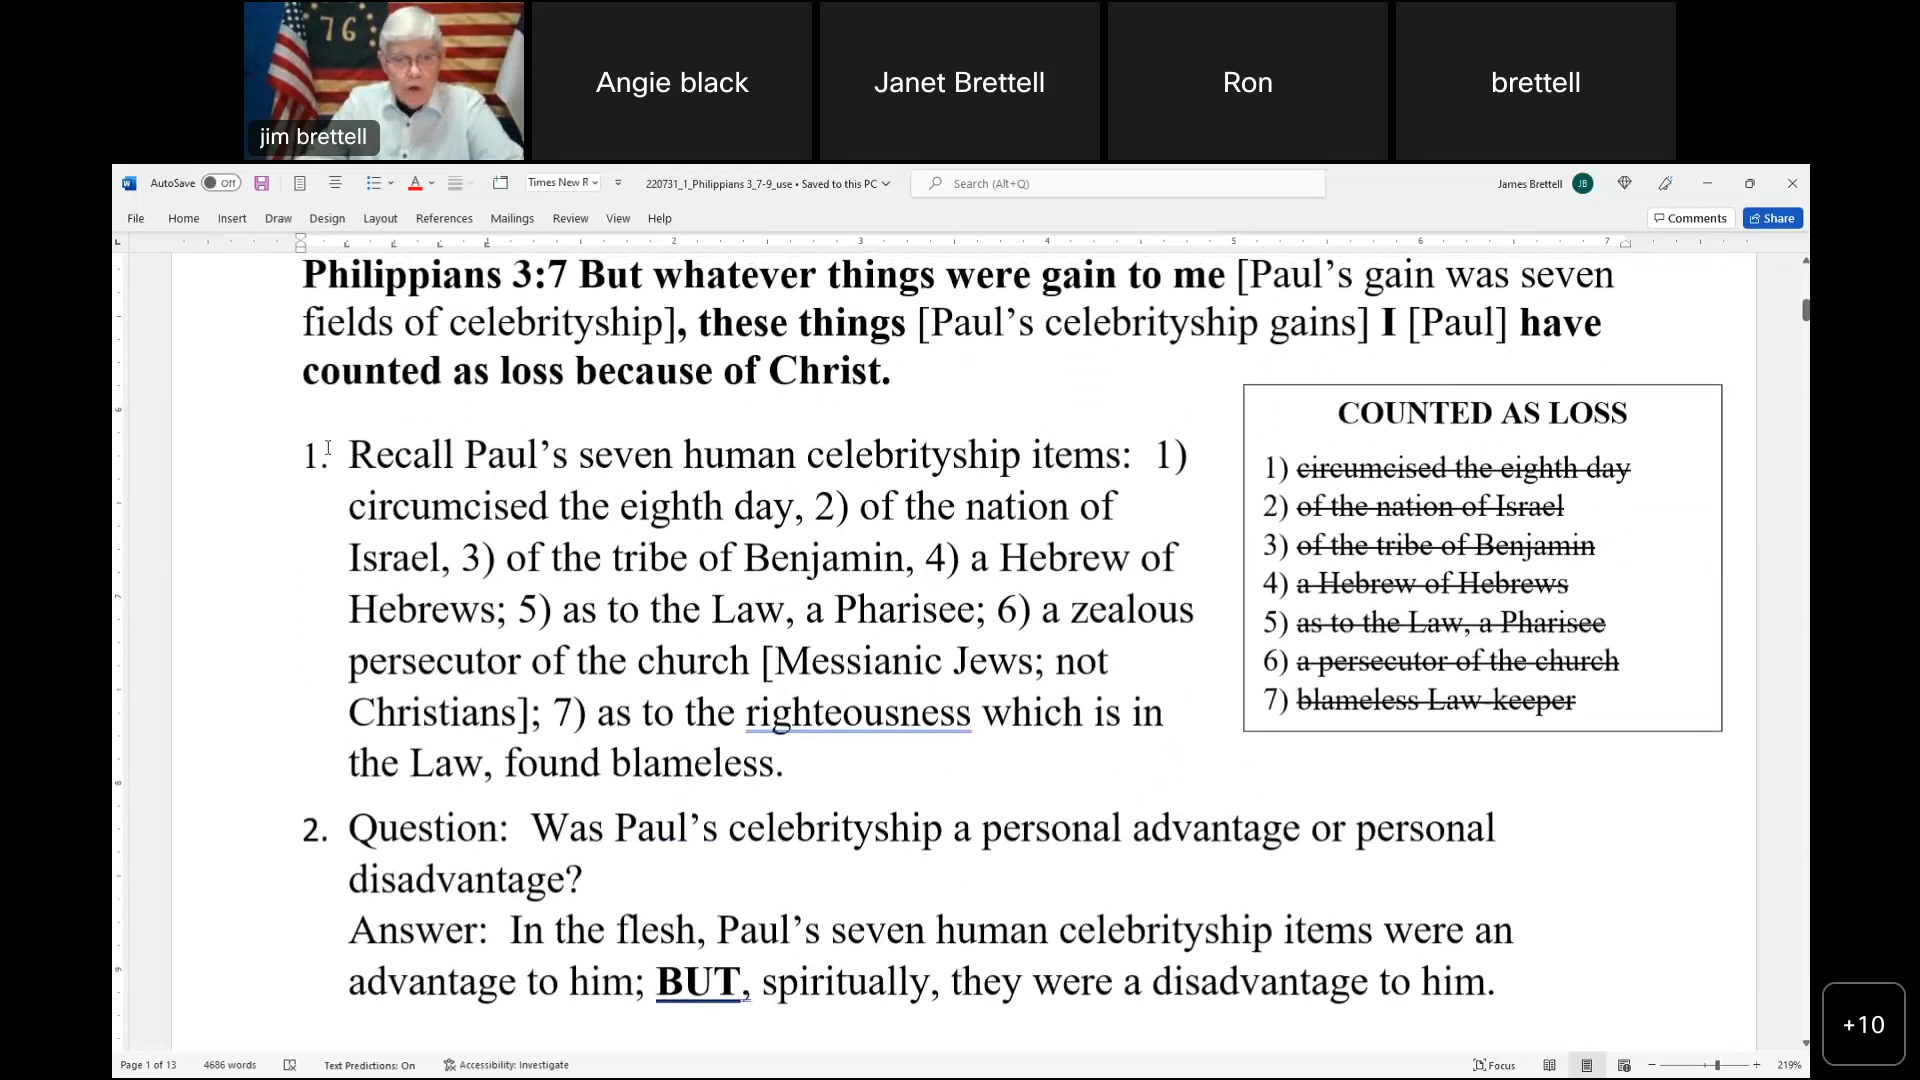 76
jim brettell
Angie black
Janet Brettell
Ron
brettell
AutoSave Off
Times New R
220731_1_Philippians 3_7-9_use • Saved to this PC
Search (Alt+Q)
James Brettell JB
File Home Insert Draw Design Layout References Mailings Review View Help
Comments Share
2 3 4 5 6 7
Philippians 3:7 But whatever things were gain to me [Paul’s gain was seven
fields of celebrityship], these things [Paul’s celebrityship gains] I [Paul] have
counted as loss because of Christ.
1. Recall Paul’s seven human celebrityship items: 1)
circumcised the eighth day, 2) of the nation of
Israel, 3) of the tribe of Benjamin, 4) a Hebrew of
Hebrews; 5) as to the Law, a Pharisee; 6) a zealous
persecutor of the church [Messianic Jews; not
Christians]; 7) as to the righteousness which is in
the Law, found blameless.
COUNTED AS LOSS
1) circumcised the eighth day
2) of the nation of Israel
3) of the tribe of Benjamin
4) a Hebrew of Hebrews
5) as to the Law, a Pharisee
6) a persecutor of the church
7) blameless Law-keeper
2. Question: Was Paul’s celebrityship a personal advantage or personal
disadvantage?
Answer: In the flesh, Paul’s seven human celebrityship items were an
advantage to him; BUT, spiritually, they were a disadvantage to him.
+10
Page 1 of 13
4686 words
Text Predictions: On
Accessibility: Investigate
Focus
219%